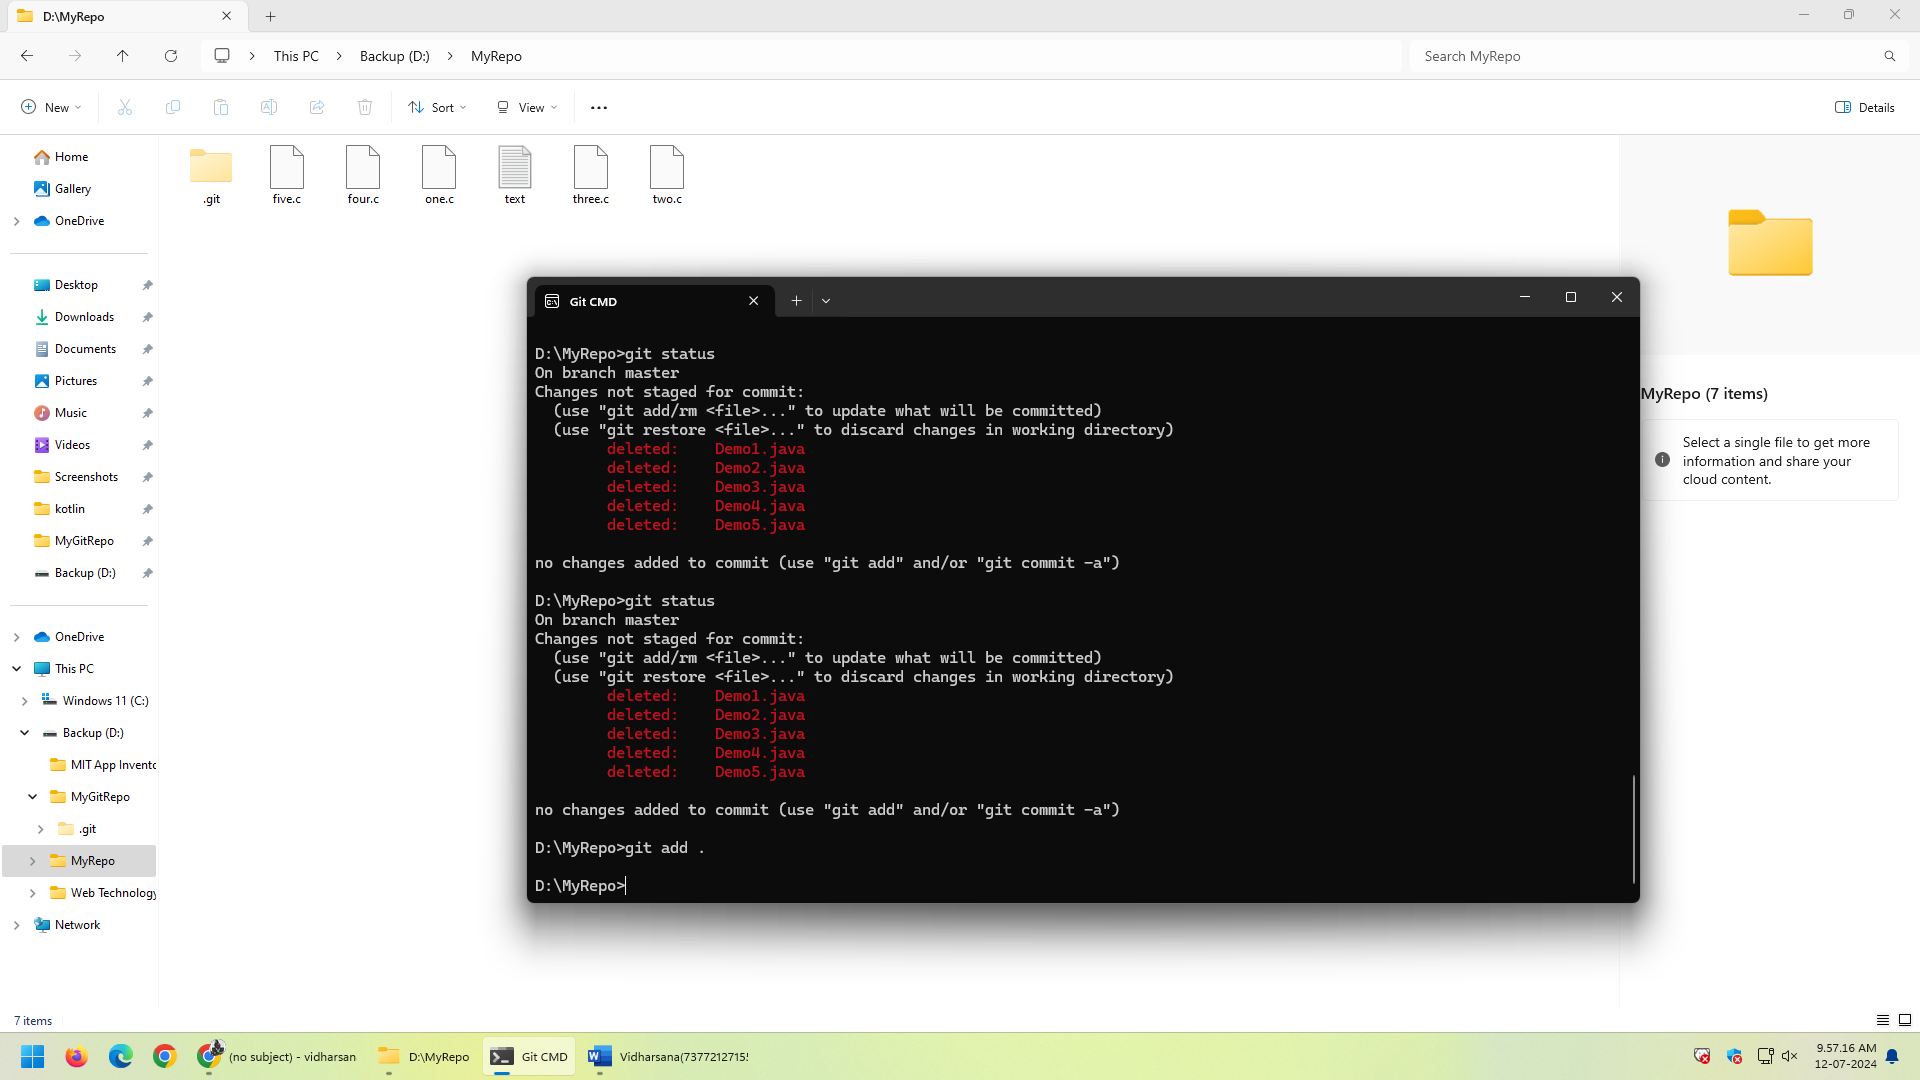 D:\MyRepo
This PC
Backup (D:)
MyRepo
Search MyRepo
New
Sort
View
Details
Home
Gallery
OneDrive
Desktop
Downloads
Documents
Pictures
Music
Videos
Screenshots
kotlin
MyGitRepo
Backup (D:)
OneDrive
This PC
Windows 11 (C:)
Backup (D:)
MIT App Invento
MyGitRepo
.git
MyRepo
Web Technology
Network
.git
five.c
four.c
one.c
text
three.c
two.c
Git CMD
D:\MyRepo>git status
On branch master
Changes not staged for commit:
  (use "git add/rm <file>..." to update what will be committed)
  (use "git restore <file>..." to discard changes in working directory)
        deleted:    Demo1.java
        deleted:    Demo2.java
        deleted:    Demo3.java
        deleted:    Demo4.java
        deleted:    Demo5.java
no changes added to commit (use "git add" and/or "git commit -a")
D:\MyRepo>git status
On branch master
Changes not staged for commit:
  (use "git add/rm <file>..." to update what will be committed)
  (use "git restore <file>..." to discard changes in working directory)
        deleted:    Demo1.java
        deleted:    Demo2.java
        deleted:    Demo3.java
        deleted:    Demo4.java
        deleted:    Demo5.java
no changes added to commit (use "git add" and/or "git commit -a")
D:\MyRepo>git add .
D:\MyRepo>
MyRepo (7 items)
Select a single file to get more
information and share your
cloud content.
7 items
(no subject) - vidharsan
D:\MyRepo
Git CMD
Vidharsana(7377212715!
9.57.16 AM
12-07-2024